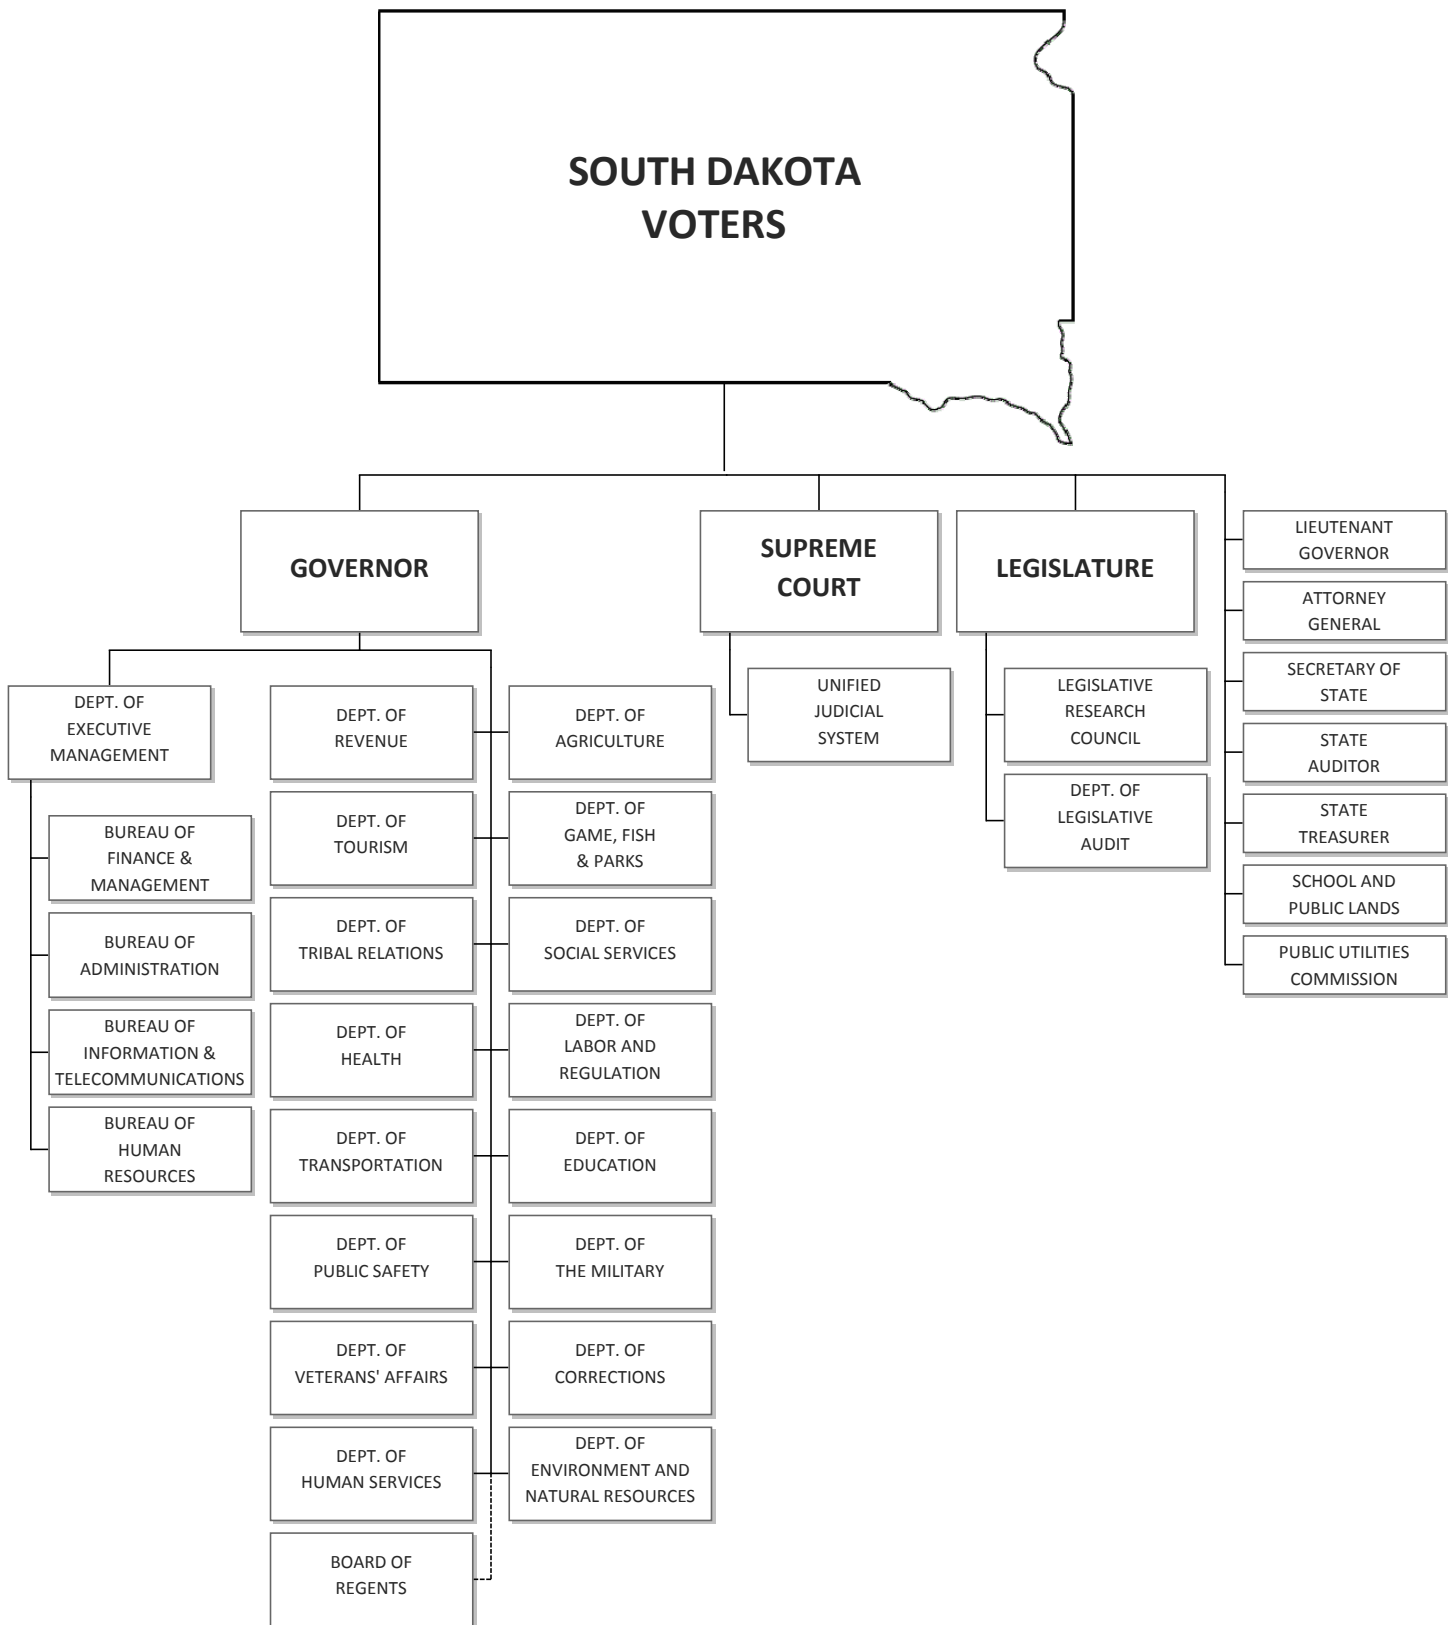 SOUTH DAKOTA
VOTERS
GOVERNOR
SUPREME
COURT
LEGISLATURE
LIEUTENANT
GOVERNOR
ATTORNEY
GENERAL
SECRETARY OF
STATE
STATE
AUDITOR
STATE
TREASURER
SCHOOL AND
PUBLIC LANDS
PUBLIC UTILITIES
COMMISSION
DEPT. OF
EXECUTIVE
MANAGEMENT
BUREAU OF
FINANCE &
MANAGEMENT
BUREAU OF
ADMINISTRATION
BUREAU OF
INFORMATION &
TELECOMMUNICATIONS
BUREAU OF
HUMAN
RESOURCES
DEPT. OF
REVENUE
DEPT. OF
AGRICULTURE
DEPT. OF
TOURISM
DEPT. OF
GAME, FISH
& PARKS
DEPT. OF
TRIBAL RELATIONS
DEPT. OF
SOCIAL SERVICES
DEPT. OF
HEALTH
DEPT. OF
LABOR AND
REGULATION
DEPT. OF
TRANSPORTATION
DEPT. OF
EDUCATION
DEPT. OF
PUBLIC SAFETY
DEPT. OF
THE MILITARY
DEPT. OF
VETERANS' AFFAIRS
DEPT. OF
CORRECTIONS
DEPT. OF
HUMAN SERVICES
DEPT. OF
ENVIRONMENT AND
NATURAL RESOURCES
BOARD OF
REGENTS
UNIFIED
JUDICIAL
SYSTEM
LEGISLATIVE
RESEARCH
COUNCIL
DEPT. OF
LEGISLATIVE
AUDIT